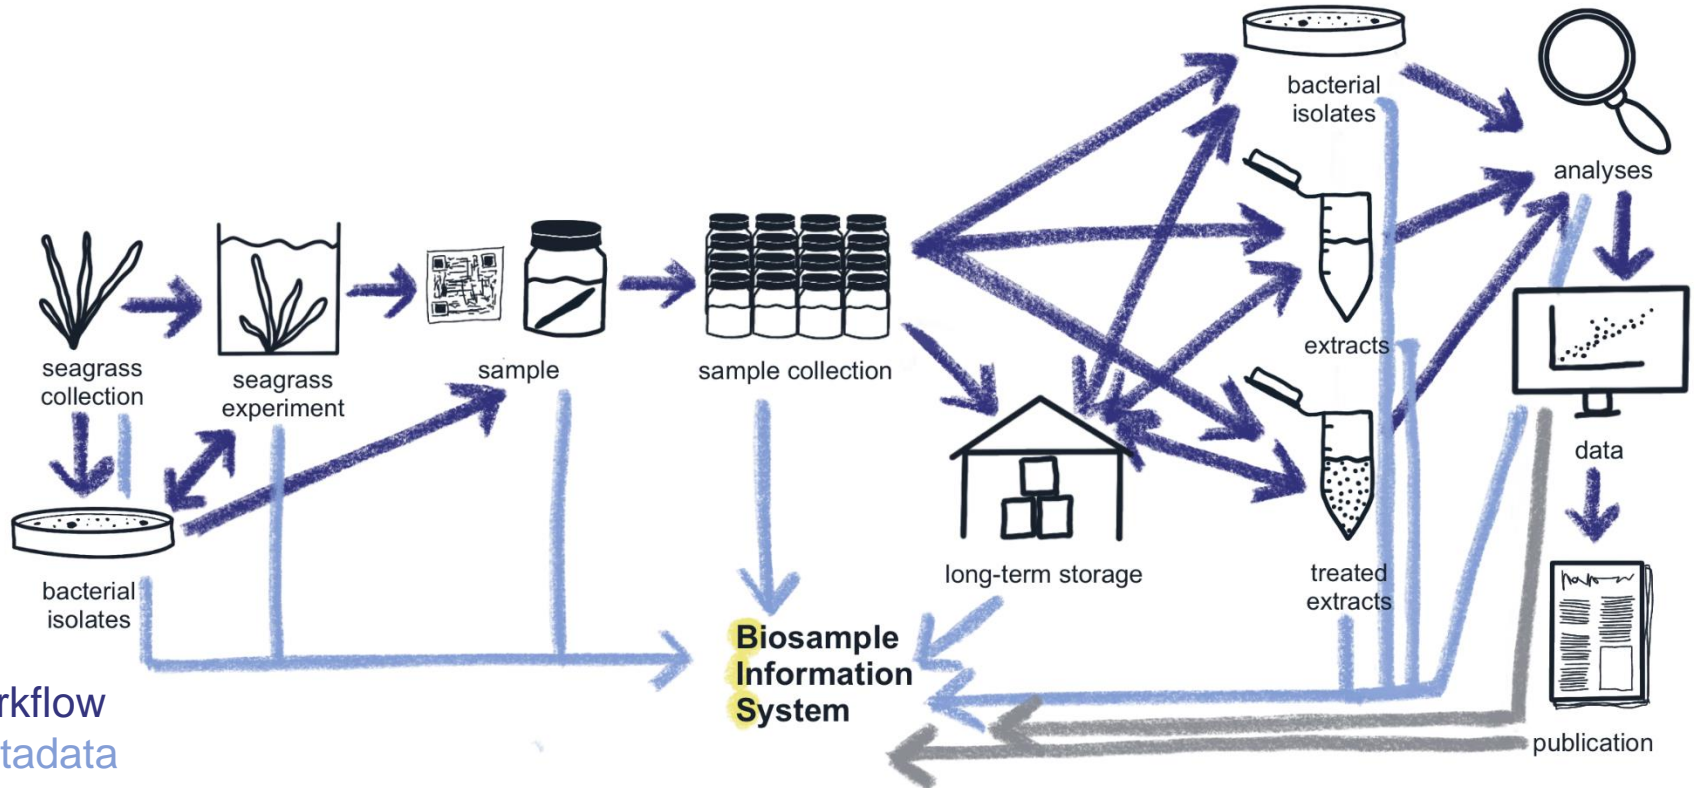 seagrass
collection
seagrass
experiment
sample
sample collection
bacterial
isolates
long-term storage
bacterial
isolates
extracts
treated
extracts
analyses
data
publication
Biosample
Information
System
rkflow
tadata